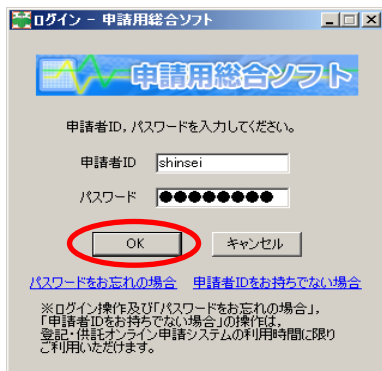 ログイン - 申請用総合ソフト
申請用総合ソフト
申請者ID, パスワードを入力してください。
申請者ID shinsei
パスワード ●●●●●●●●
OK キャンセル
パスワードをお忘れの場合 申請者IDをお持ちでない場合
※ログイン操作及び「パスワードをお忘れの場合」,
「申請者IDをお持ちでない場合」の操作は,
登記・供託オンライン申請システムの利用時間に限り
ご利用いただけます。